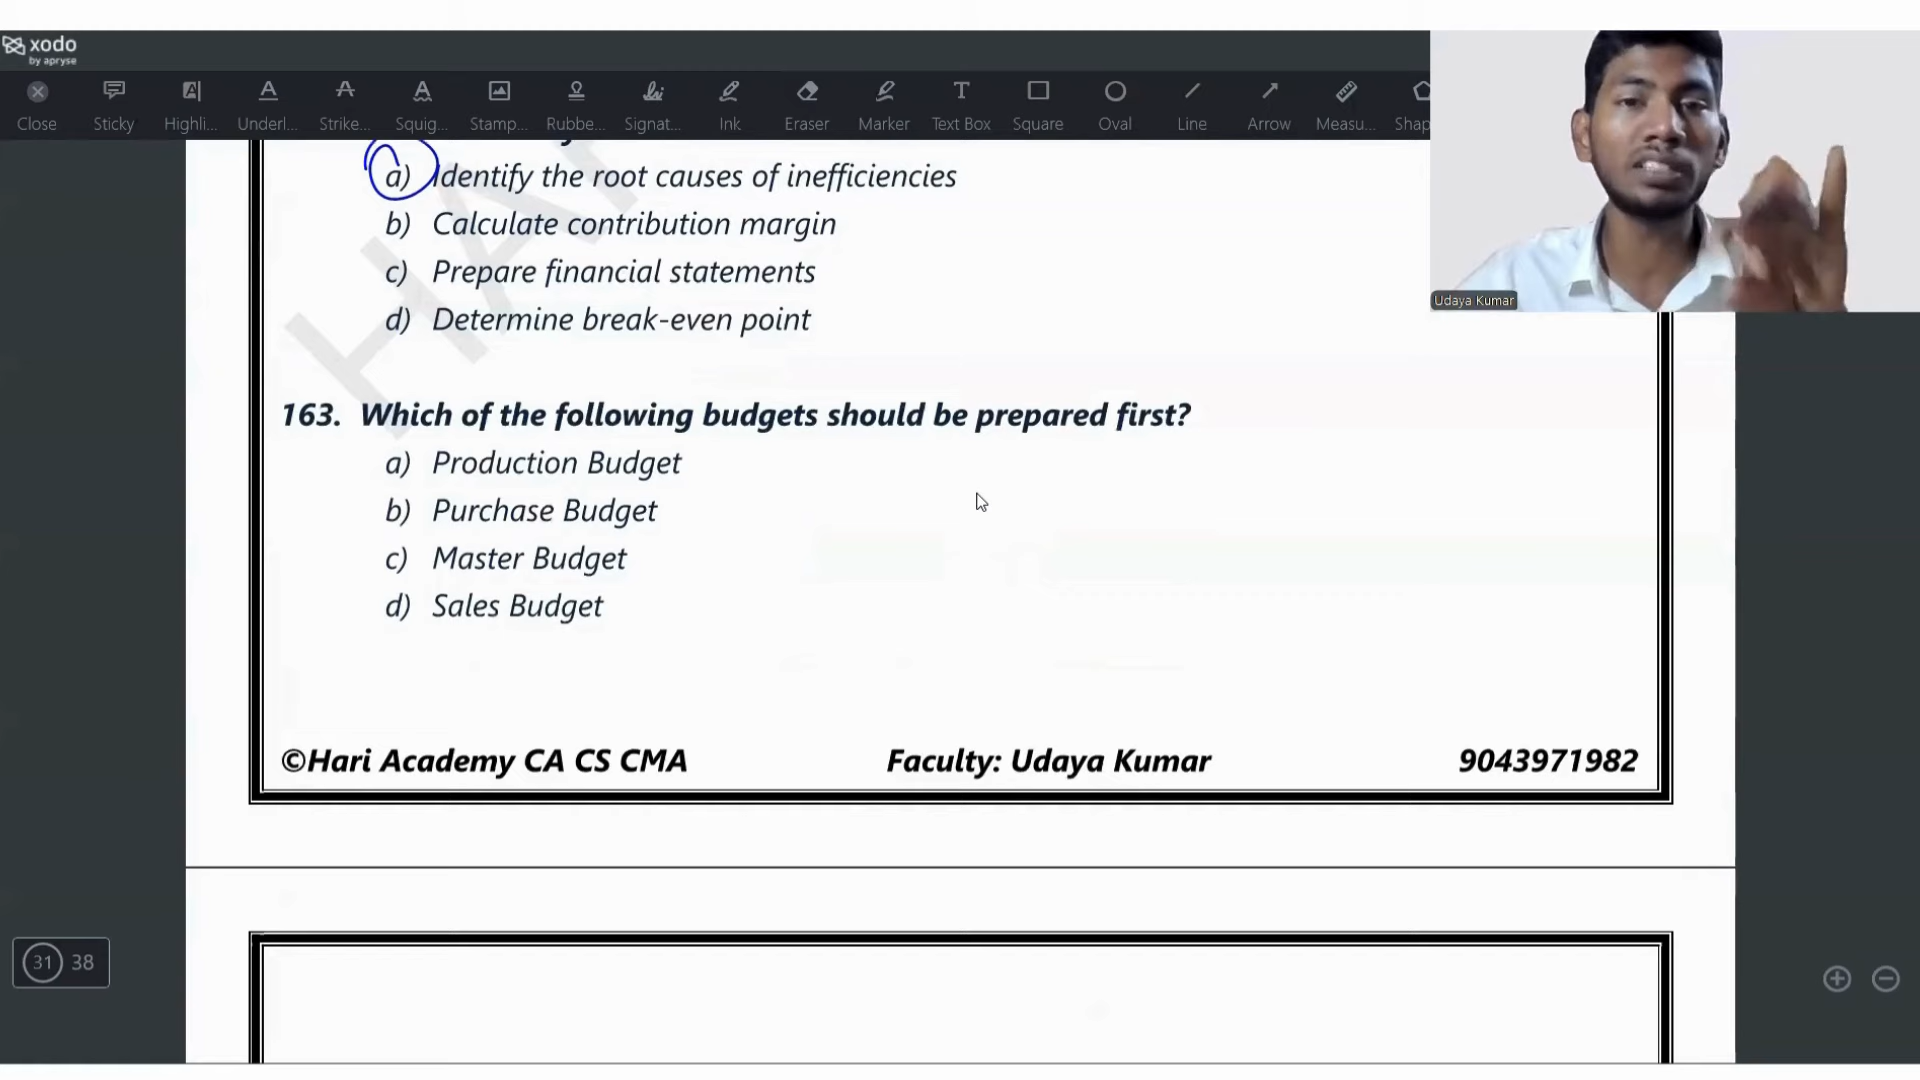 xodo
by apryse
Close
Sticky
Highli...
Underl...
Strike...
Squig...
Stamp...
Rubbe...
Signat...
Ink
Eraser
Marker
Text Box
Square
Oval
Line
Arrow
Measu...
Shap
Udaya Kumar
a) Identify the root causes of inefficiencies
b) Calculate contribution margin
c) Prepare financial statements
d) Determine break-even point
163. Which of the following budgets should be prepared first?
a) Production Budget
b) Purchase Budget
c) Master Budget
d) Sales Budget
©Hari Academy CA CS CMA Faculty: Udaya Kumar 9043971982
31 38